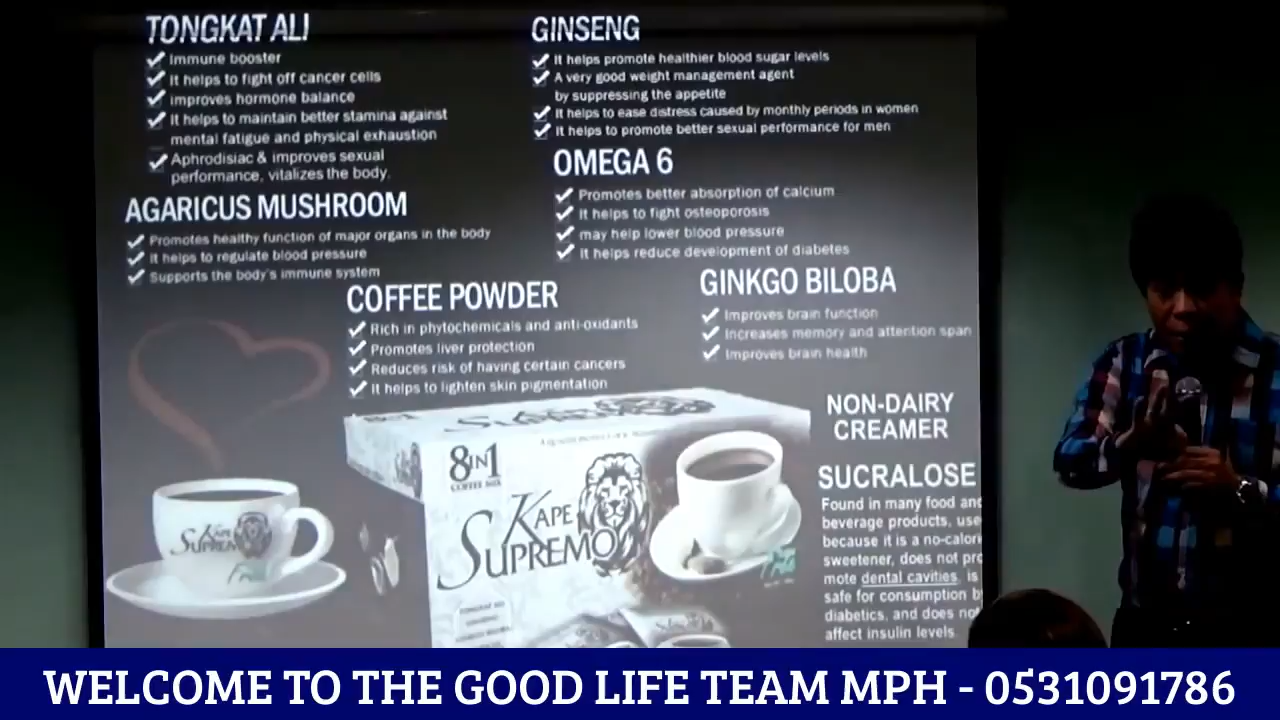 TONGKAT ALI
Immune booster
It helps to fight off cancer cells
improves hormone balance
It helps to maintain better stamina against
mental fatigue and physical exhaustion
Aphrodisiac & improves sexual
performance, vitalizes the body.
GINSENG
It helps promote healthier blood sugar levels
A very good weight management agent
by suppressing the appetite
It helps to ease distress caused by monthly periods in women
It helps to promote better sexual performance for men
OMEGA 6
Promotes better absorption of calcium
It helps to fight osteoporosis
may help lower blood pressure
It helps reduce development of diabetes
AGARICUS MUSHROOM
Promotes healthy function of major organs in the body
It helps to regulate blood pressure
Supports the body's immune system
COFFEE POWDER
Rich in phytochemicals and anti-oxidants
Promotes liver protection
Reduces risk of having certain cancers
It helps to lighten skin pigmentation
GINKGO BILOBA
Improves brain function
Increases memory and attention span
Improves brain health
NON-DAIRY
CREAMER
SUCRALOSE
Found in many food and
beverage products, use
because it is a no-calori
sweetener, does not pro
mote dental cavities, is
safe for consumption b
diabetics, and does not
affect insulin levels
8 IN 1
COFFEE MIX
KAPE
SUPREMO
KAPE
SUPREMO
WELCOME TO THE GOOD LIFE TEAM MPH - 0531091786